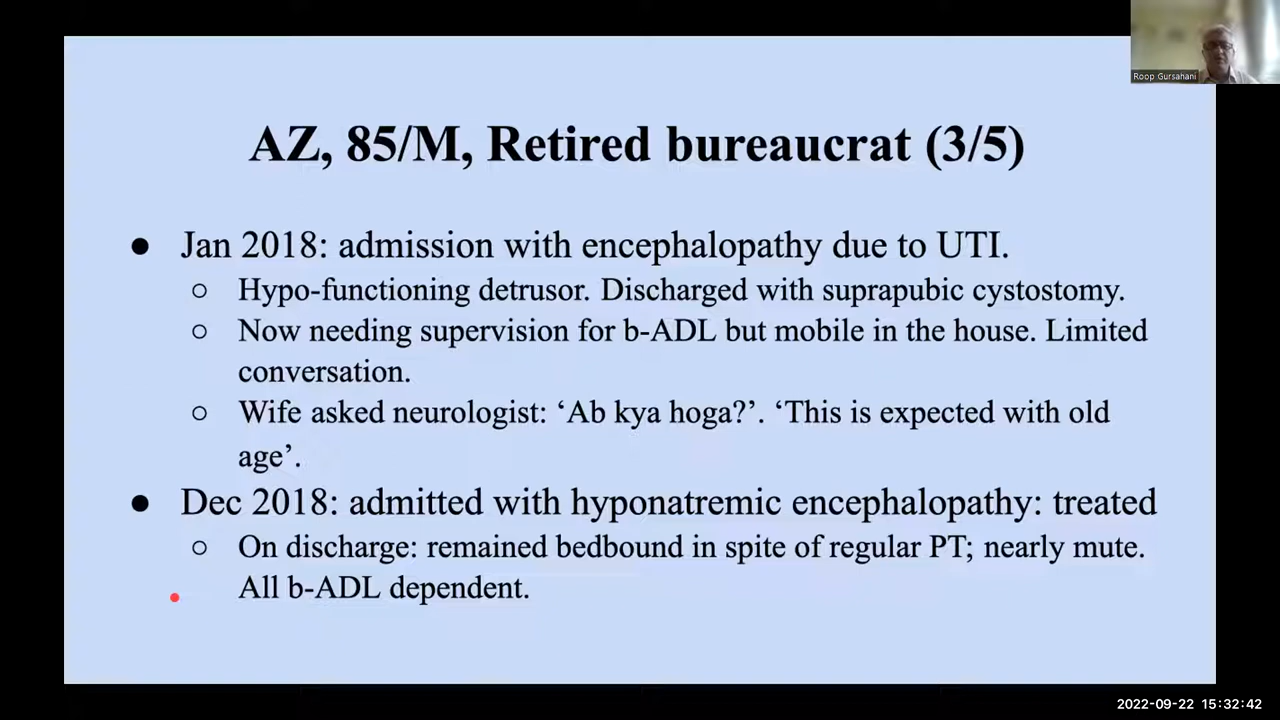 Roop Gursahani
AZ, 85/M, Retired bureaucrat (3/5)
● Jan 2018: admission with encephalopathy due to UTI.
○ Hypo-functioning detrusor. Discharged with suprapubic cystostomy.
○ Now needing supervision for b-ADL but mobile in the house. Limited
conversation.
○ Wife asked neurologist: ‘Ab kya hoga?’. ‘This is expected with old
age’.
● Dec 2018: admitted with hyponatremic encephalopathy: treated
○ On discharge: remained bedbound in spite of regular PT; nearly mute.
All b-ADL dependent.
2022-09-22 15:32:42